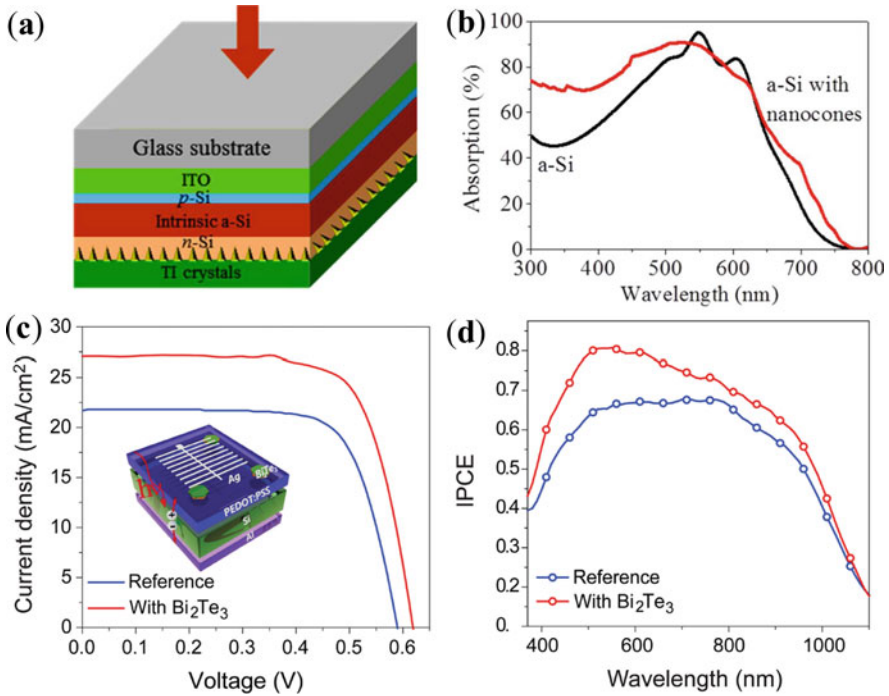 (a)
Glass substrate
ITO
p-Si
Intrinsic a-Si
n-Si
TI crystals
(b)
Absorption (%)
100
80
60
40
20
0
a-Si with
nanocones
a-Si
300 400 500 600 700 800
Wavelength (nm)
(c)
Current density (mA/cm²)
30
25
20
15
10
5
0
Ag
PEDOT:PSS
Si
Al
hν
Reference
With Bi₂Te₃
0.0 0.1 0.2 0.3 0.4 0.5 0.6
Voltage (V)
(d)
IPCE
0.8
0.7
0.6
0.5
0.4
0.3
0.2
0.
Reference
With Bi₂Te₃
400 600 800 1000
Wavelength (nm)